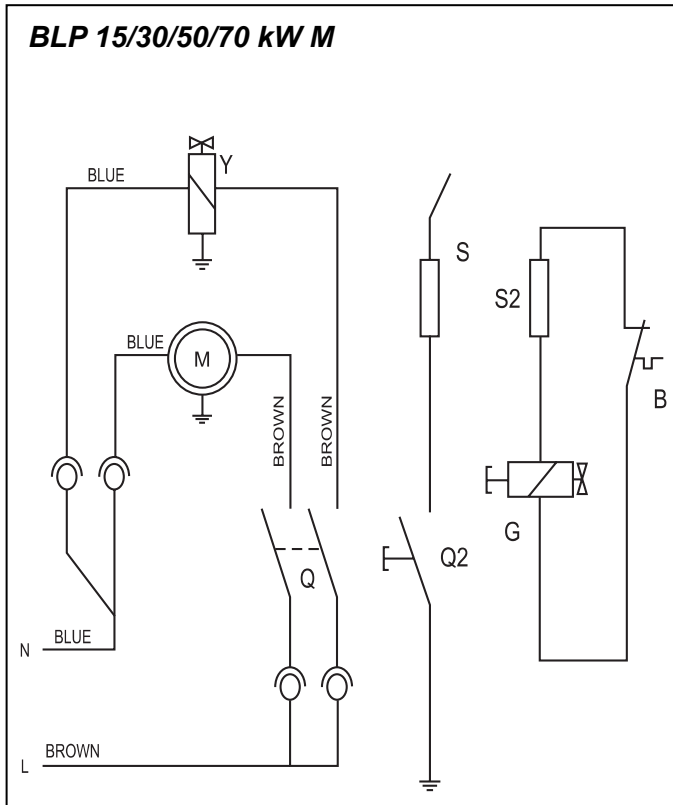 BLP 15/30/50/70 kW M
Y
BLUE
S
S2
BLUE
M
B
BROWN
BROWN
G
Q2
Q
N
BLUE
L
BROWN